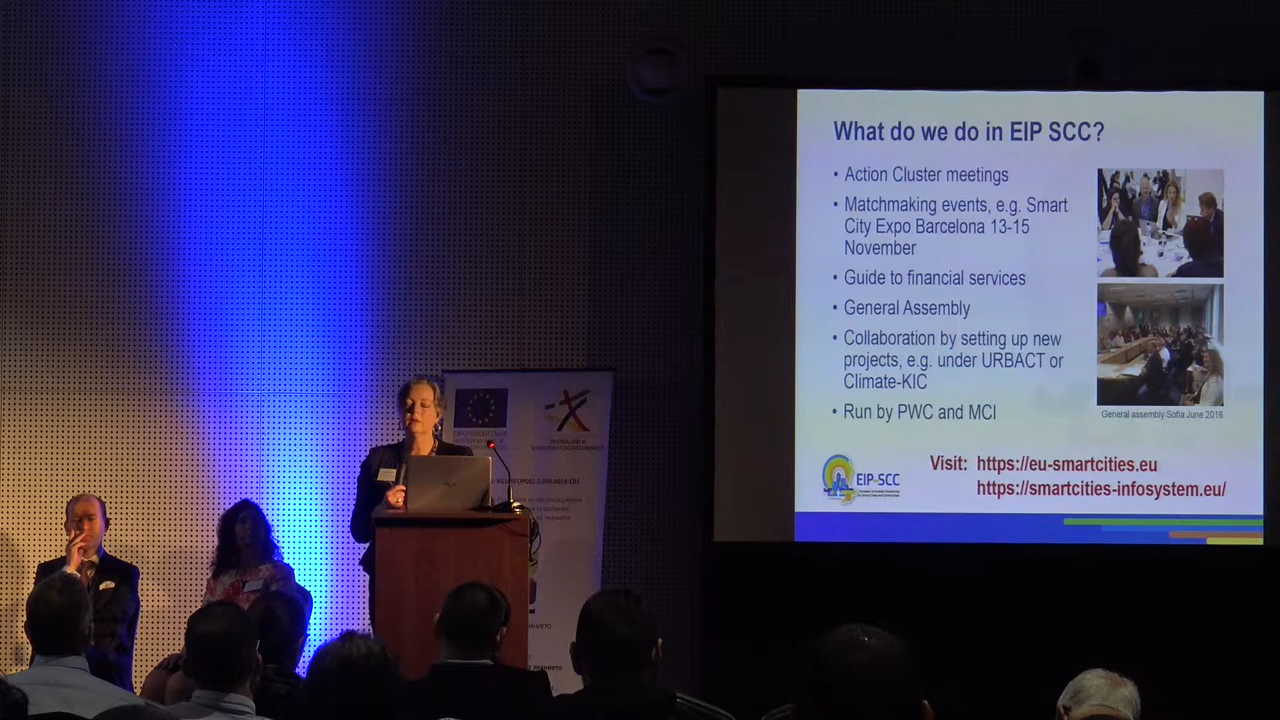 What do we do in EIP SCC?
• Action Cluster meetings
• Matchmaking events, e.g. Smart
City Expo Barcelona 13-15
November
• Guide to financial services
• General Assembly
• Collaboration by setting up new
projects, e.g. under URBACT or
Climate-KIC
• Run by PWC and MCI
General assembly Sofia June 2018
EIP-SCC
Visit: https://eu-smartcities.eu
https://smartcities-infosystem.eu/
ИНОВАЦИИ И